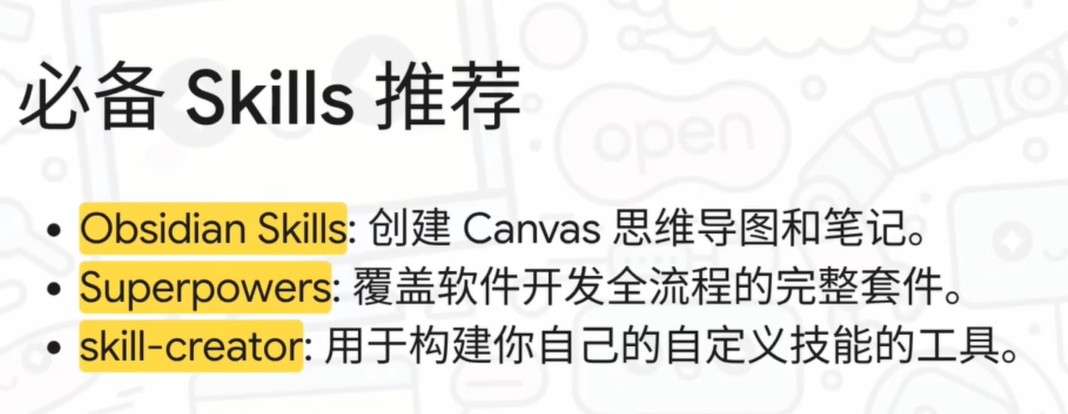 必备 Skills 推荐
open
• Obsidian Skills: 创建 Canvas 思维导图和笔记。
• Superpowers: 覆盖软件开发全流程的完整套件。
• skill-creator: 用于构建你自己的自定义技能的工具。